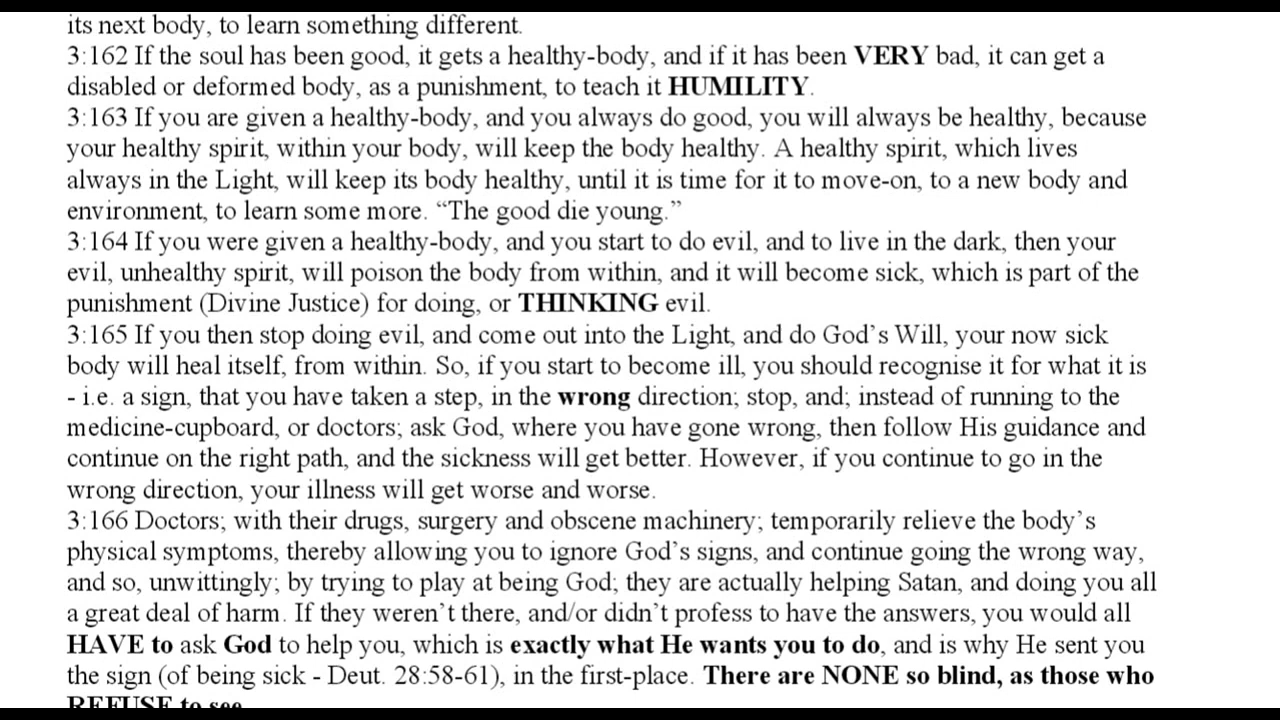 its next body, to learn something different.
3:162 If the soul has been good, it gets a healthy-body, and if it has been VERY bad, it can get a
disabled or deformed body, as a punishment, to teach it HUMILITY.
3:163 If you are given a healthy-body, and you always do good, you will always be healthy, because
your healthy spirit, within your body, will keep the body healthy. A healthy spirit, which lives
always in the Light, will keep its body healthy, until it is time for it to move-on, to a new body and
environment, to learn some more. “The good die young.”
3:164 If you were given a healthy-body, and you start to do evil, and to live in the dark, then your
evil, unhealthy spirit, will poison the body from within, and it will become sick, which is part of the
punishment (Divine Justice) for doing, or THINKING evil.
3:165 If you then stop doing evil, and come out into the Light, and do God’s Will, your now sick
body will heal itself, from within. So, if you start to become ill, you should recognise it for what it is
- i.e. a sign, that you have taken a step, in the wrong direction; stop, and; instead of running to the
medicine-cupboard, or doctors; ask God, where you have gone wrong, then follow His guidance and
continue on the right path, and the sickness will get better. However, if you continue to go in the
wrong direction, your illness will get worse and worse.
3:166 Doctors; with their drugs, surgery and obscene machinery; temporarily relieve the body’s
physical symptoms, thereby allowing you to ignore God’s signs, and continue going the wrong way,
and so, unwittingly; by trying to play at being God; they are actually helping Satan, and doing you all
a great deal of harm. If they weren’t there, and/or didn’t profess to have the answers, you would all
HAVE to ask God to help you, which is exactly what He wants you to do, and is why He sent you
the sign (of being sick - Deut. 28:58-61), in the first-place. There are NONE so blind, as those who
REFUSE to see